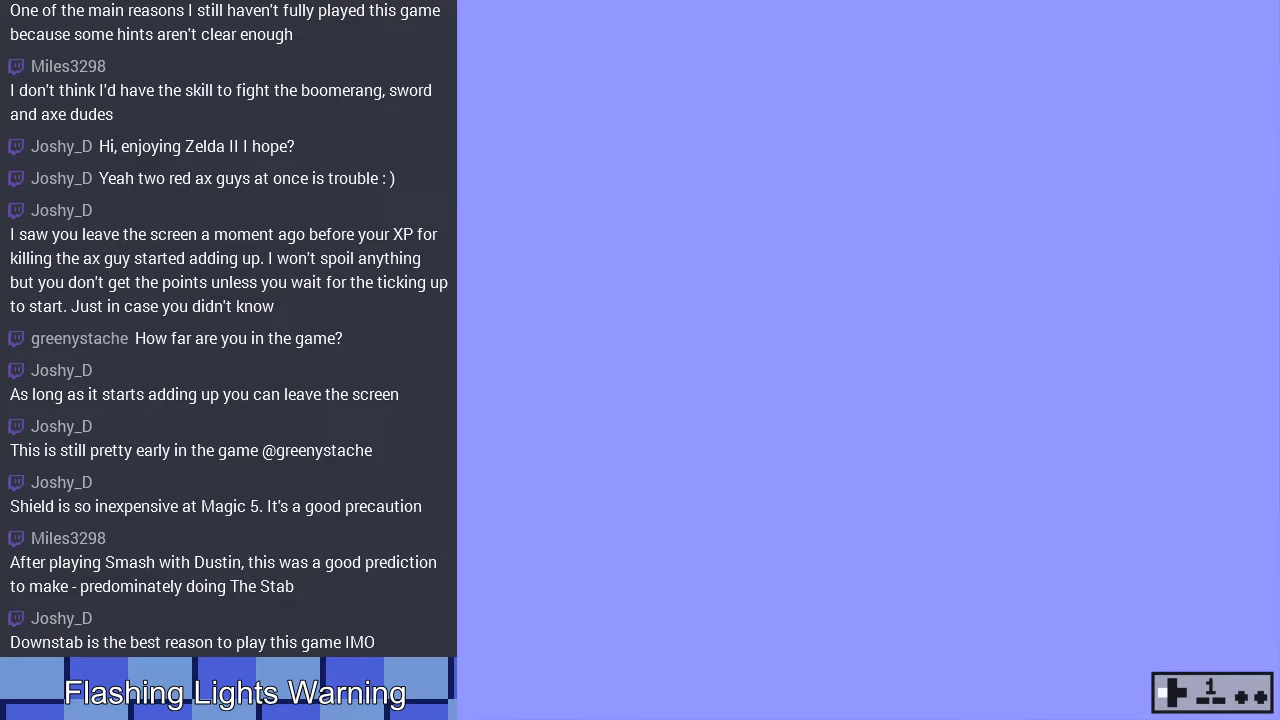 One of the main reasons I still haven't fully played this game
because some hints aren't clear enough
Miles3298
I don't think I'd have the skill to fight the boomerang, sword
and axe dudes
Joshy_D Hi, enjoying Zelda II I hope?
Joshy_D Yeah two red ax guys at once is trouble : )
Joshy_D
I saw you leave the screen a moment ago before your XP for
killing the ax guy started adding up. I won't spoil anything
but you don't get the points unless you wait for the ticking up
to start. Just in case you didn't know
greenystache How far are you in the game?
Joshy_D
As long as it starts adding up you can leave the screen
Joshy_D
This is still pretty early in the game @greenystache
Joshy_D
Shield is so inexpensive at Magic 5. It's a good precaution
Miles3298
After playing Smash with Dustin, this was a good prediction
to make - predominately doing The Stab
Joshy_D
Downstab is the best reason to play this game IMO
Flashing Lights Warning
1